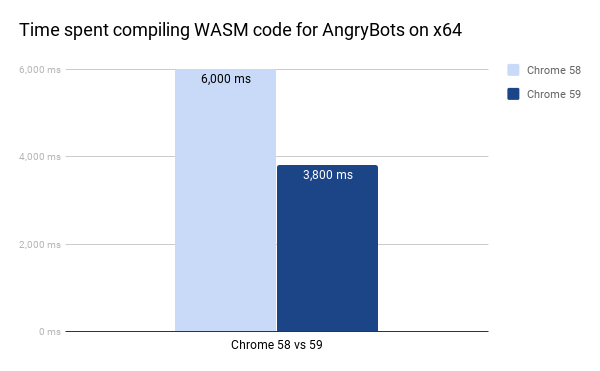 Time spent compiling WASM code for AngryBots on x64
6,000 ms
4,000 ms
2,000 ms
0 ms
6,000 ms
3,800 ms
Chrome 58 vs 59
Chrome 58
Chrome 59